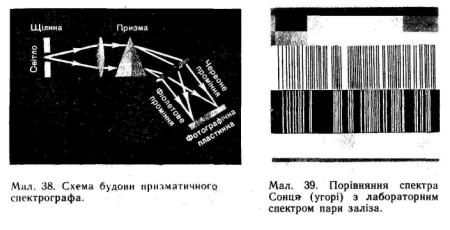 Щілина
Призма
Світло
Червоне
проміння
Фіолетове
проміння
Фотографічна
пластинка
Мал. 38. Схема будови призматичного
спектрографа.
Мал. 39. Порівняння спектра
Сонця (угорі) з лабораторним
спектром пари заліза.